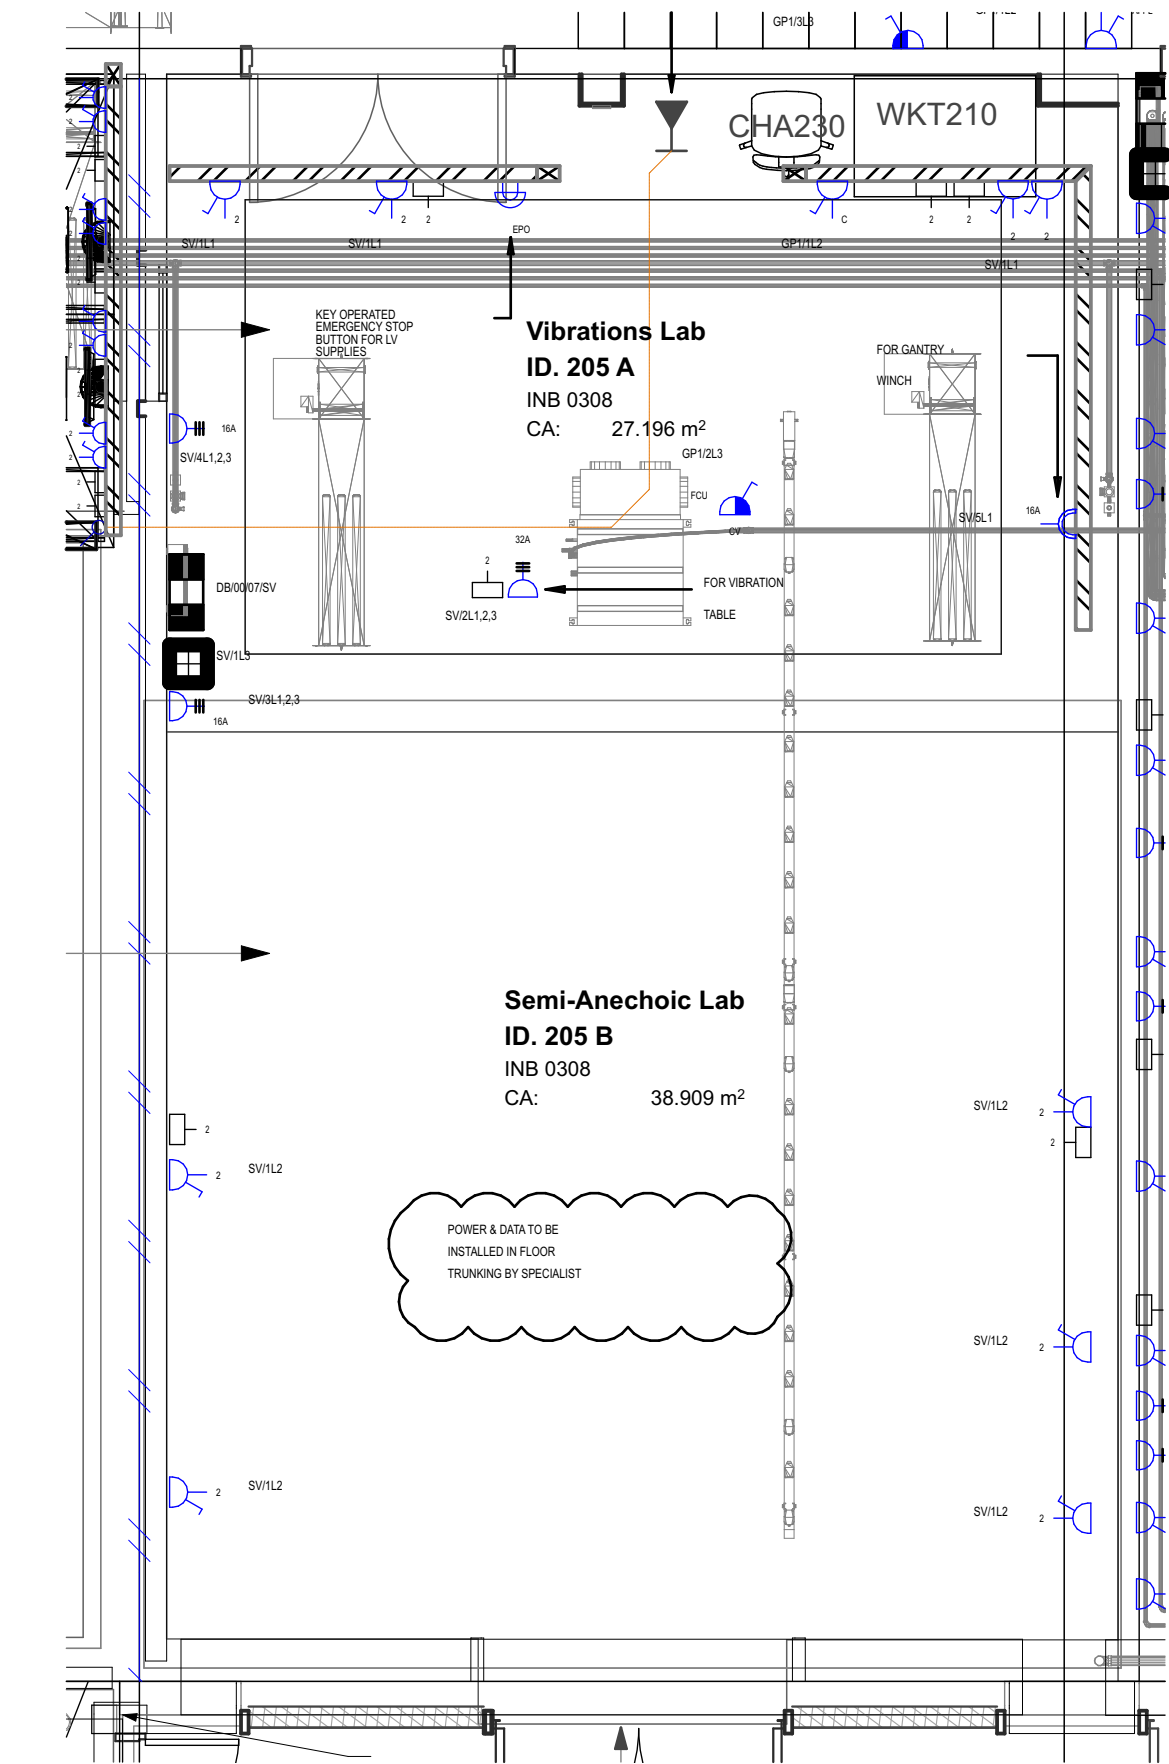 GP1/3L3
CHA230
WKT210
2
2
2
C
2
2
2
2
EPO
SV/1L1
SV/1L1
GP1/1L2
SV/1L1
KEY OPERATED
EMERGENCY STOP
BUTTON FOR LV
SUPPLIES
Vibrations Lab
ID. 205 A
INB 0308
CA: 27.196 m²
FOR GANTRY
WINCH
16A
SV/4L1,2,3
GP1/2L3
FCU
CV
SV/5L1
16A
32A
2
SV/2L1,2,3
FOR VIBRATION
TABLE
DB/00/07/SV
SV/1L3
SV/3L1,2,3
16A
Semi-Anechoic Lab
ID. 205 B
INB 0308
CA: 38.909 m²
SV/1L2
2
2
2
SV/1L2
2
POWER & DATA TO BE
INSTALLED IN FLOOR
TRUNKING BY SPECIALIST
SV/1L2
2
SV/1L2
2
SV/1L2
2